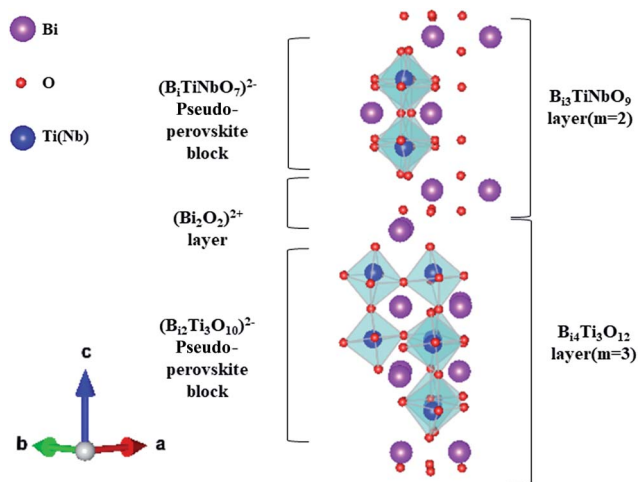 Bi
O
Ti(Nb)
(BiTiNbO7)2-
Pseudo-
perovskite
block
(Bi2O2)2+
layer
(Bi2Ti3O10)2-
Pseudo-
perovskite
block
Bi3TiNbO9
layer(m=2)
Bi4Ti3O12
layer(m=3)
c
b
a